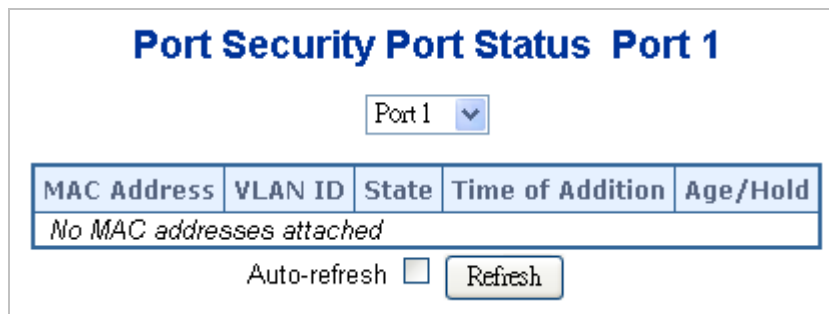 Port Security Port Status Port 1
Port 1
MAC Address VLAN ID State Time of Addition Age/Hold
No MAC addresses attached
Auto-refresh Refresh